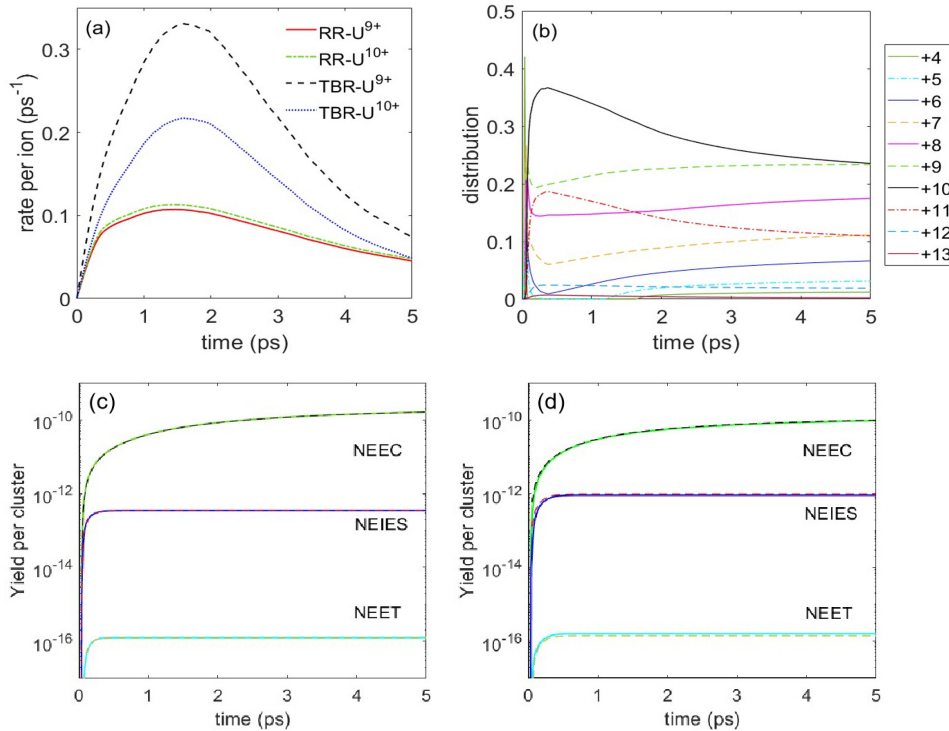 (a)
RR-U9+
RR-U10+
TBR-U9+
TBR-U10+
rate per ion (ps-1)
0.3
0.2
0.1
0
0 1 2 3 4 5
time (ps)
(b)
distribution
0.5
0.4
0.3
0.2
0.1
0
0 1 2 3 4 5
time (ps)
+4
+5
+6
+7
+8
+9
+10
+11
+12
+13
(c)
Yield per cluster
10-10
10-12
10-14
10-16
NEEC
NEIES
NEET
0 1 2 3 4 5
time (ps)
(d)
Yield per cluster
10-10
10-12
10-14
10-16
NEEC
NEIES
NEET
0 1 2 3 4 5
time (ps)